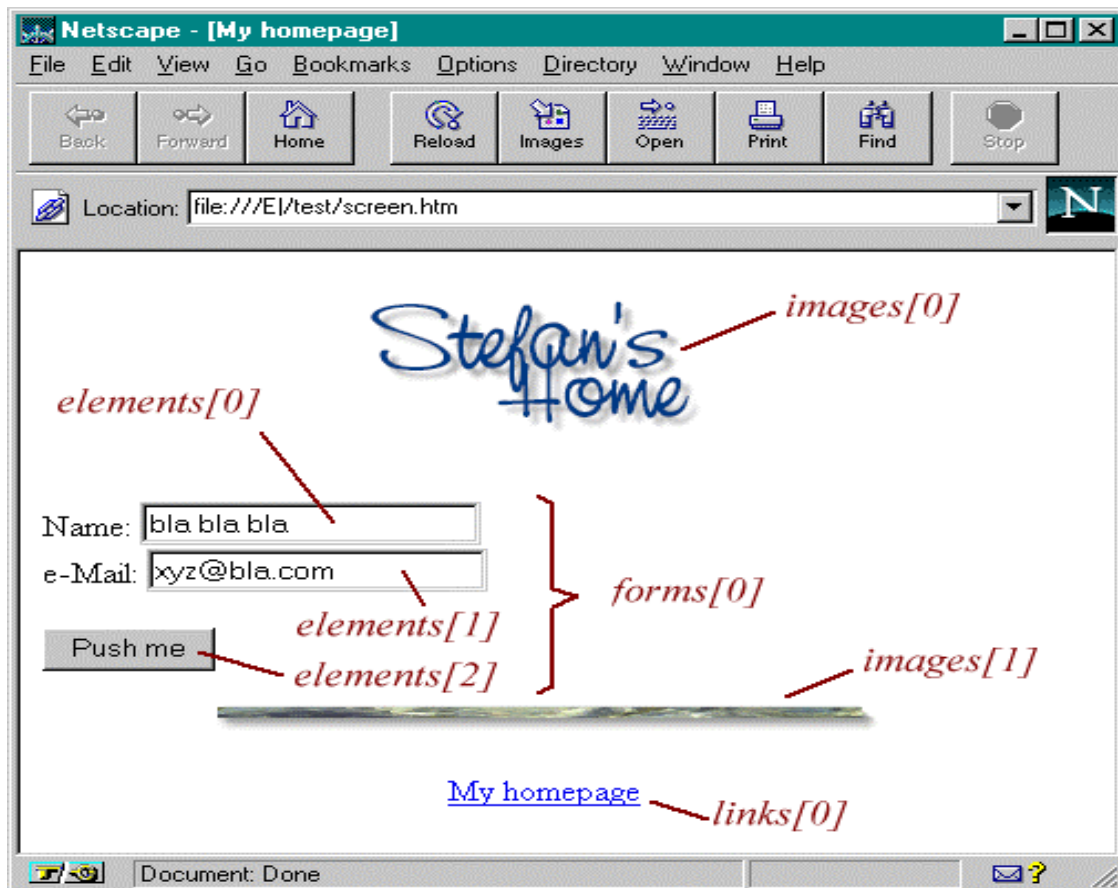 Netscape - [My homepage]
File Edit View Go Bookmarks Options Directory Window Help
Back Forward Home Reload Images Open Print Find Stop
Location: file:///E|/test/screen.htm
N
Stefan's
Home
images[0]
elements[0]
Name: bla bla bla
e-Mail: xyz@bla.com
forms[0]
elements[1]
Push me
elements[2]
images[1]
My homepage
links[0]
Document: Done